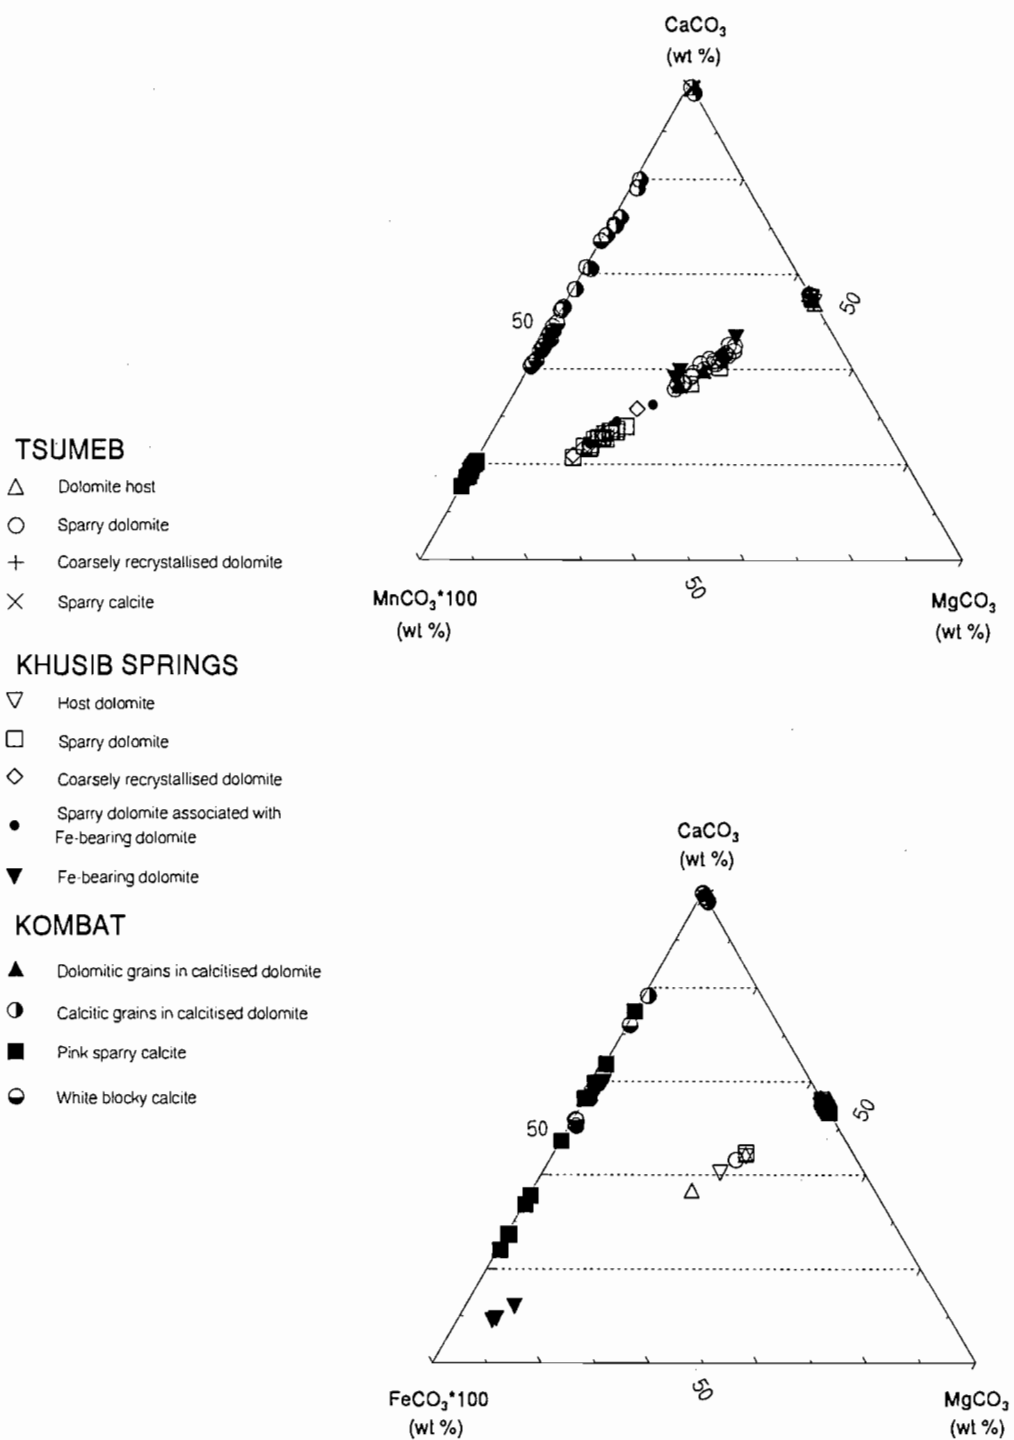 CaCO₃
(wt %)
50
50
50
MnCO₃*100
(wt %)
MgCO₃
(wt %)
TSUMEB
Dolomite host
Sparry dolomite
Coarsely recrystallised dolomite
Sparry calcite
KHUSIB SPRINGS
Host dolomite
Sparry dolomite
Coarsely recrystallised dolomite
Sparry dolomite associated with
Fe-bearing dolomite
Fe-bearing dolomite
KOMBAT
Dolomitic grains in calcitised dolomite
Calcitic grains in calcitised dolomite
Pink sparry calcite
White blocky calcite
CaCO₃
(wt %)
50
50
50
FeCO₃*100
(wt %)
MgCO₃
(wt %)